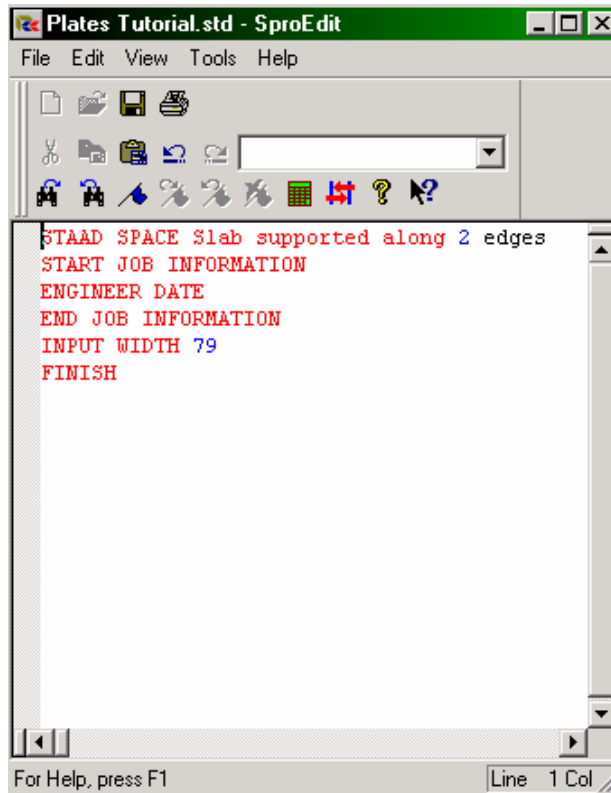 Plates Tutorial.std - SproEdit
File Edit View Tools Help
STAAD SPACE Slab supported along 2 edges
START JOB INFORMATION
ENGINEER DATE
END JOB INFORMATION
INPUT WIDTH 79
FINISH
For Help, press F1
Line 1 Col